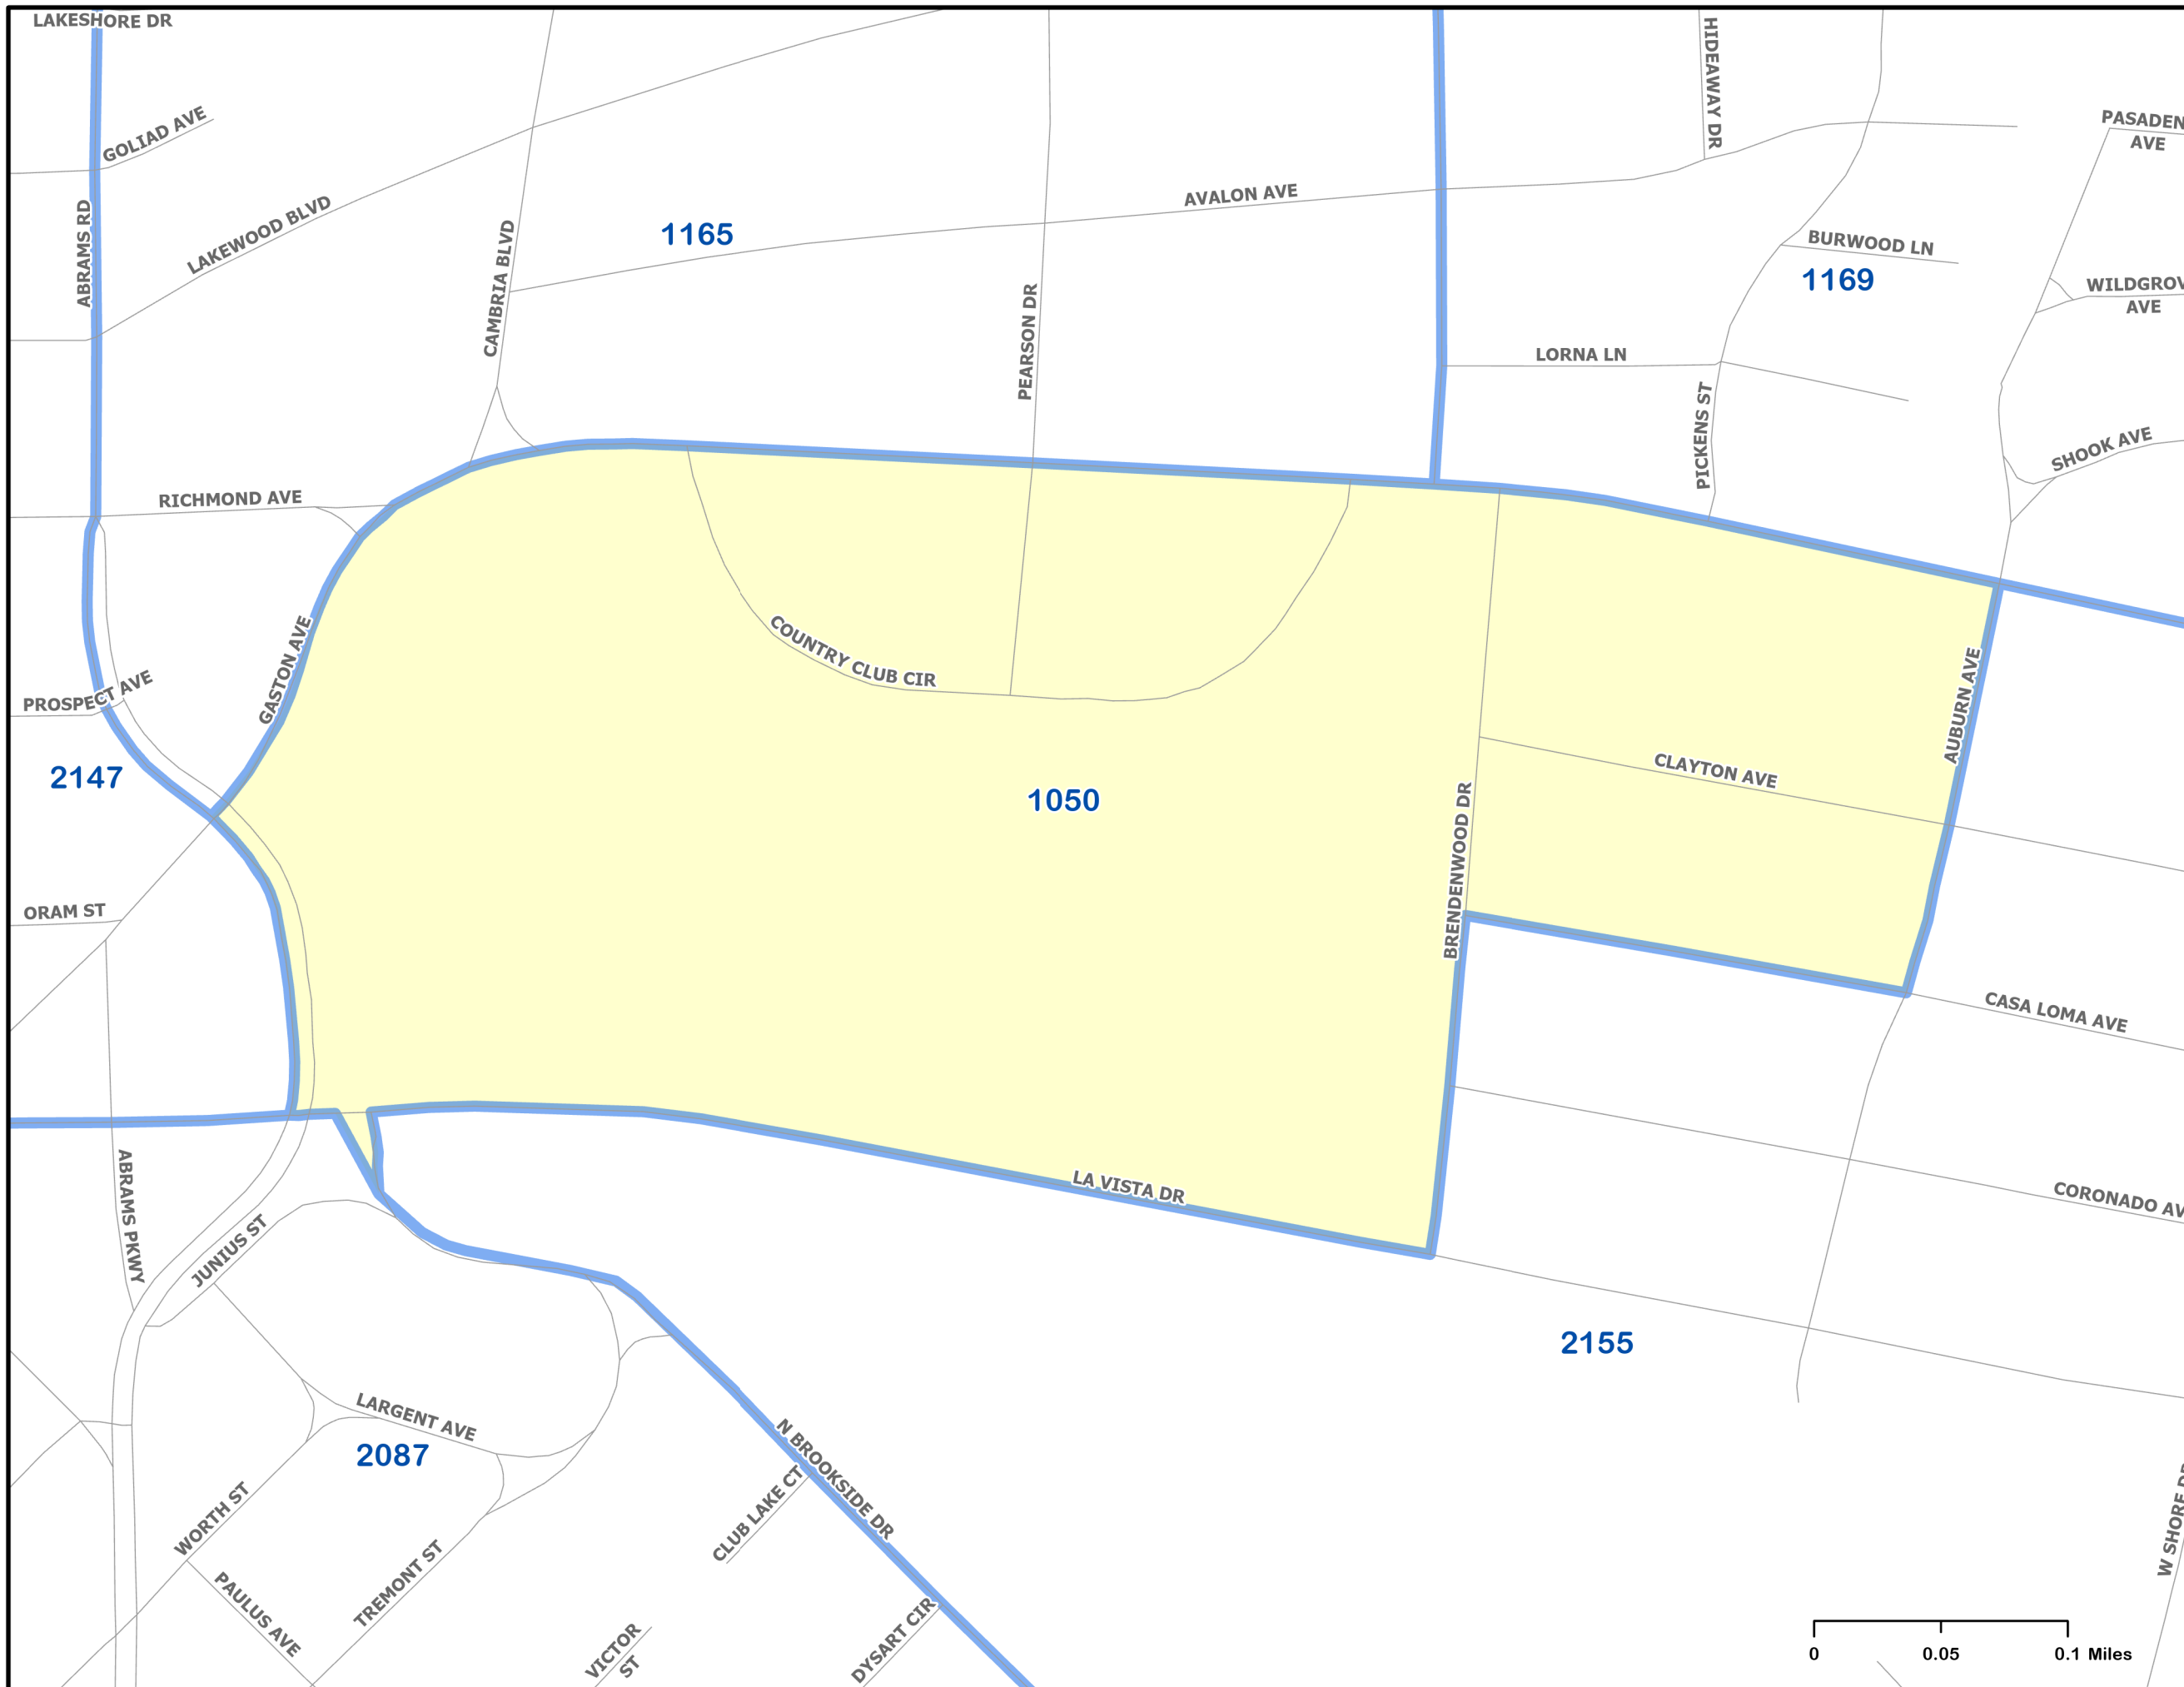 LAKESHORE DR
HIDEAWAY DR
GOLIAD AVE
PASADEN
AVE
ABRAMS RD
LAKEWOOD BLVD
AVALON AVE
1165
CAMBRIA BLVD
BURWOOD LN
1169
WILDGROV
AVE
PEARSON DR
LORNA LN
PICKENS ST
SHOOK AVE
RICHMOND AVE
GASTON AVE
COUNTRY CLUB CIR
AUBURN AVE
PROSPECT AVE
2147
1050
CLAYTON AVE
BRENDENWOOD DR
ORAM ST
CASA LOMA AVE
ABRAMS PKWY
LA VISTA DR
CORONADO AV
JUNIUS ST
2155
LARGENT AVE
2087
N BROOKSIDE DR
CLUB LAKE CT
WORTH ST
W SHORE DR
PAULUS AVE
TREMONT ST
VICTOR
ST
DYSART CIR
0 0.05 0.1 Miles